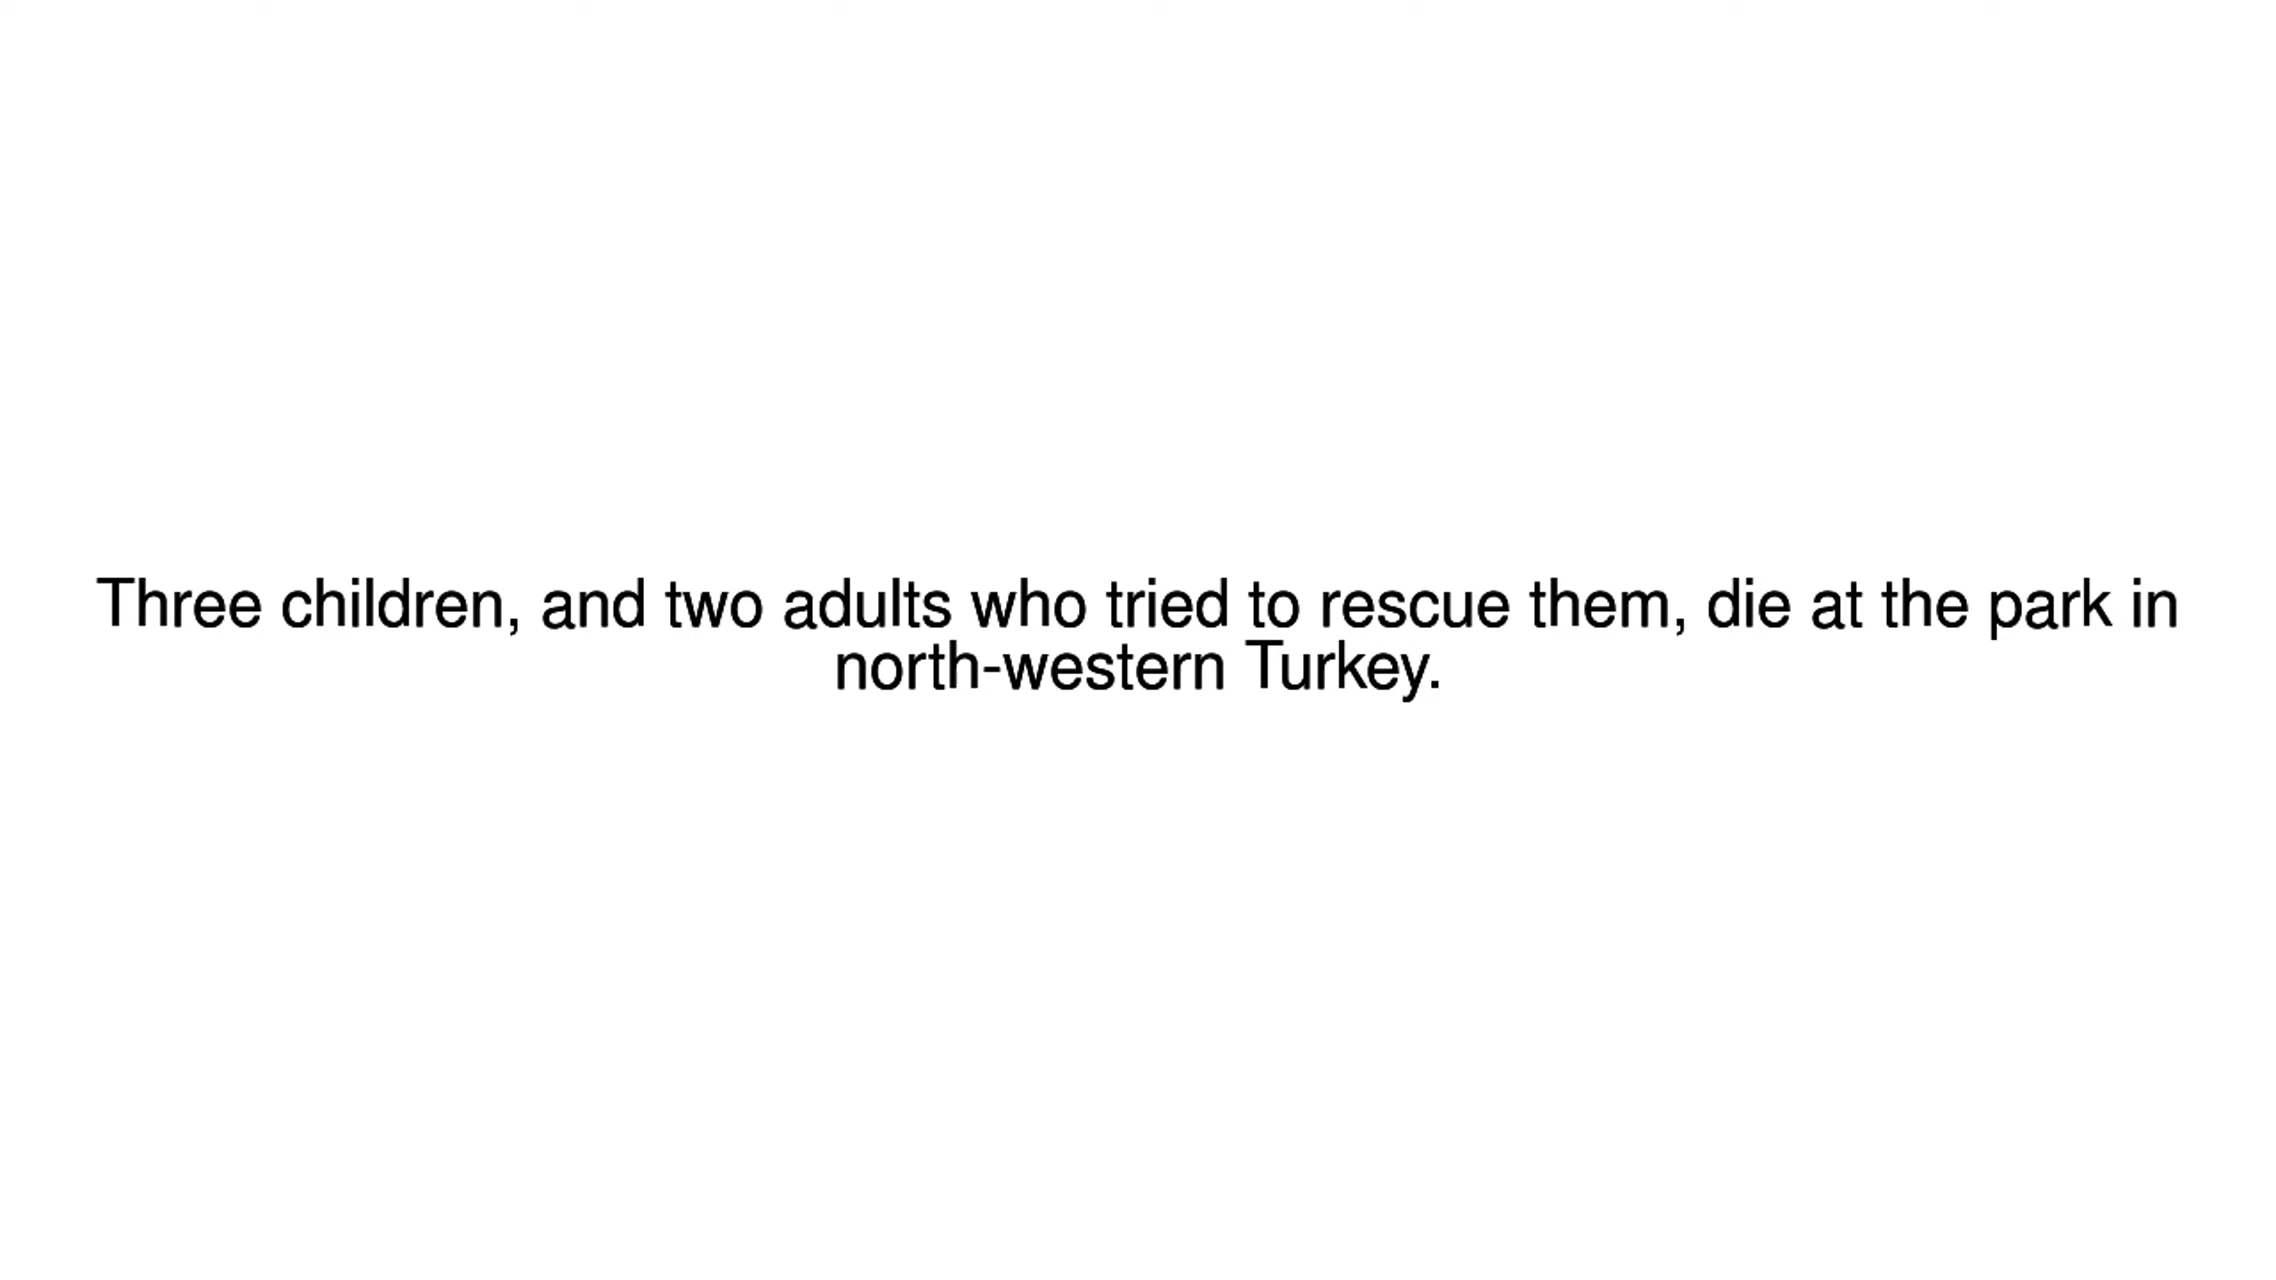 Three children, and two adults who tried to rescue them, die at the park in
north-western Turkey.